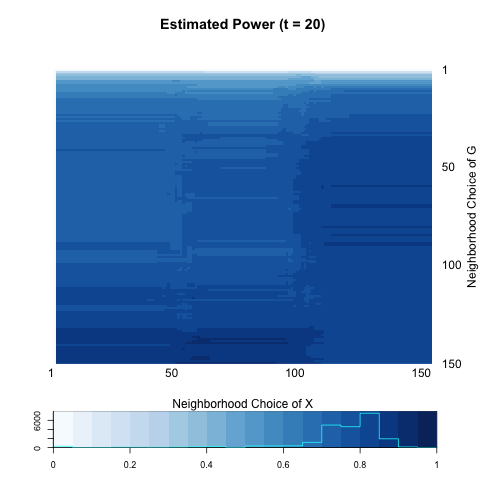 Estimated Power (t = 20)
1
50
100
150
Neighborhood Choice of G
1 50 100 150
Neighborhood Choice of X
0 6000
0 0.2 0.4 0.6 0.8 1